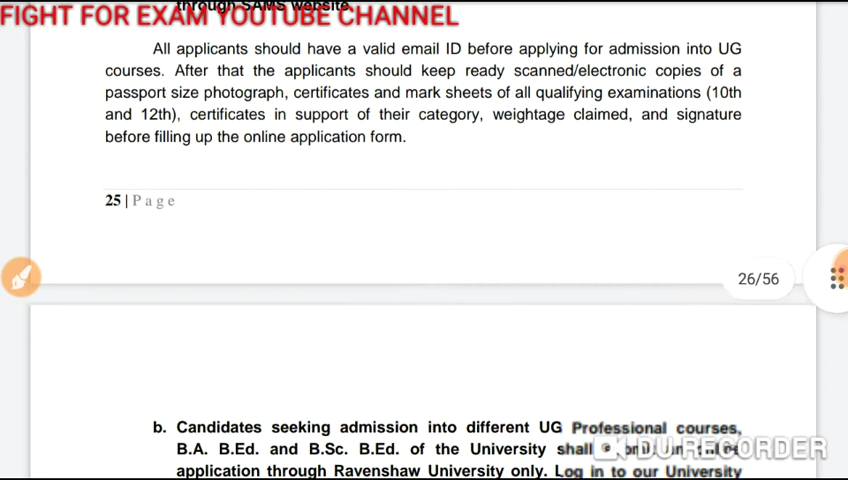 through SAMS website.
FIGHT FOR EXAM YOUTUBE CHANNEL
All applicants should have a valid email ID before applying for admission into UG
courses. After that the applicants should keep ready scanned/electronic copies of a
passport size photograph, certificates and mark sheets of all qualifying examinations (10th
and 12th), certificates in support of their category, weightage claimed, and signature
before filling up the online application form.
25 | P a g e
26/56
b. Candidates seeking admission into different UG Professional courses,
B.A. B.Ed. and B.Sc. B.Ed. of the University shall
DU RECORDER
application through Ravenshaw University only. Log in to our University